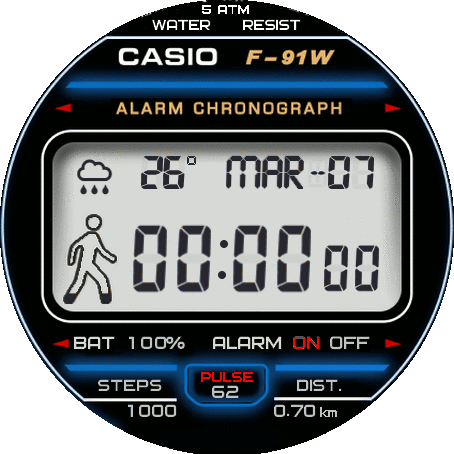 5 ATM
WATER RESIST
CASIO F-91W
ALARM CHRONOGRAPH
26° MAR-07
00:00 00
BAT 100% ALARM ON OFF
STEPS PULSE DIST.
1000 62 0.70 km